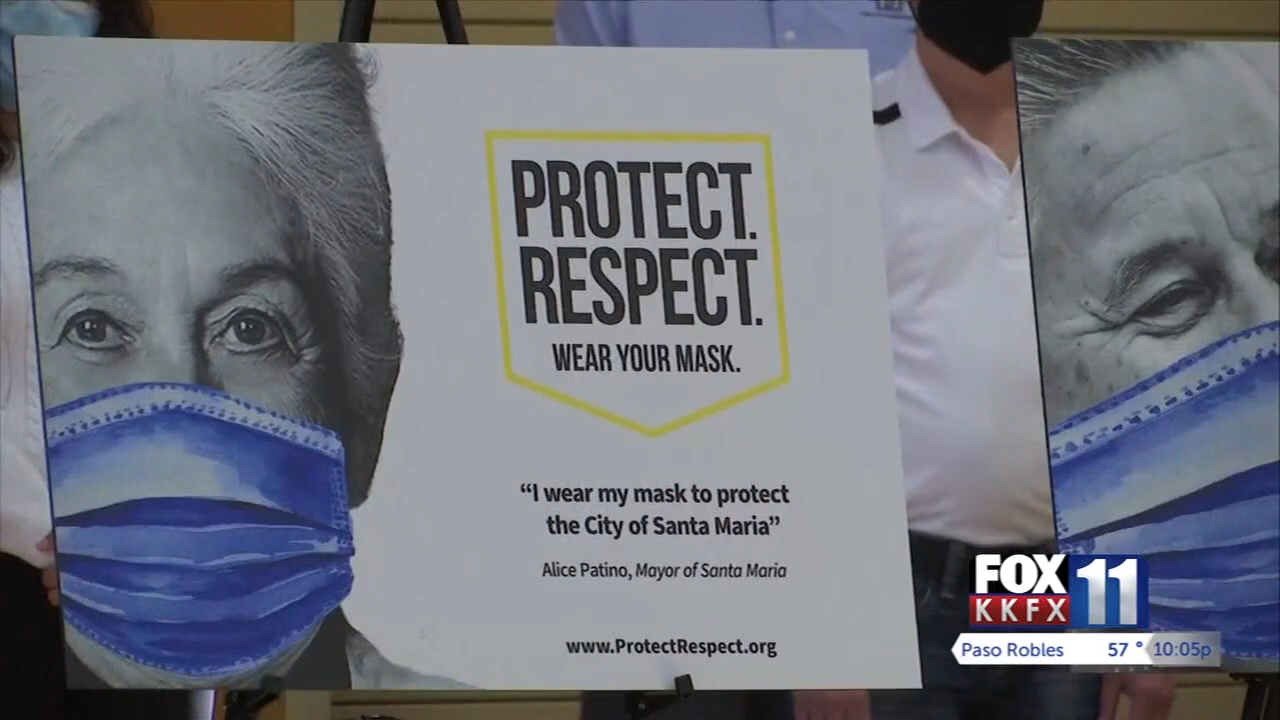 PROTECT.
RESPECT.
WEAR YOUR MASK.
“I wear my mask to protect
the City of Santa Maria”
Alice Patino, Mayor of Santa Maria
www.ProtectRespect.org
FOX 11
KKFX
Paso Robles 57 ° 10:05p